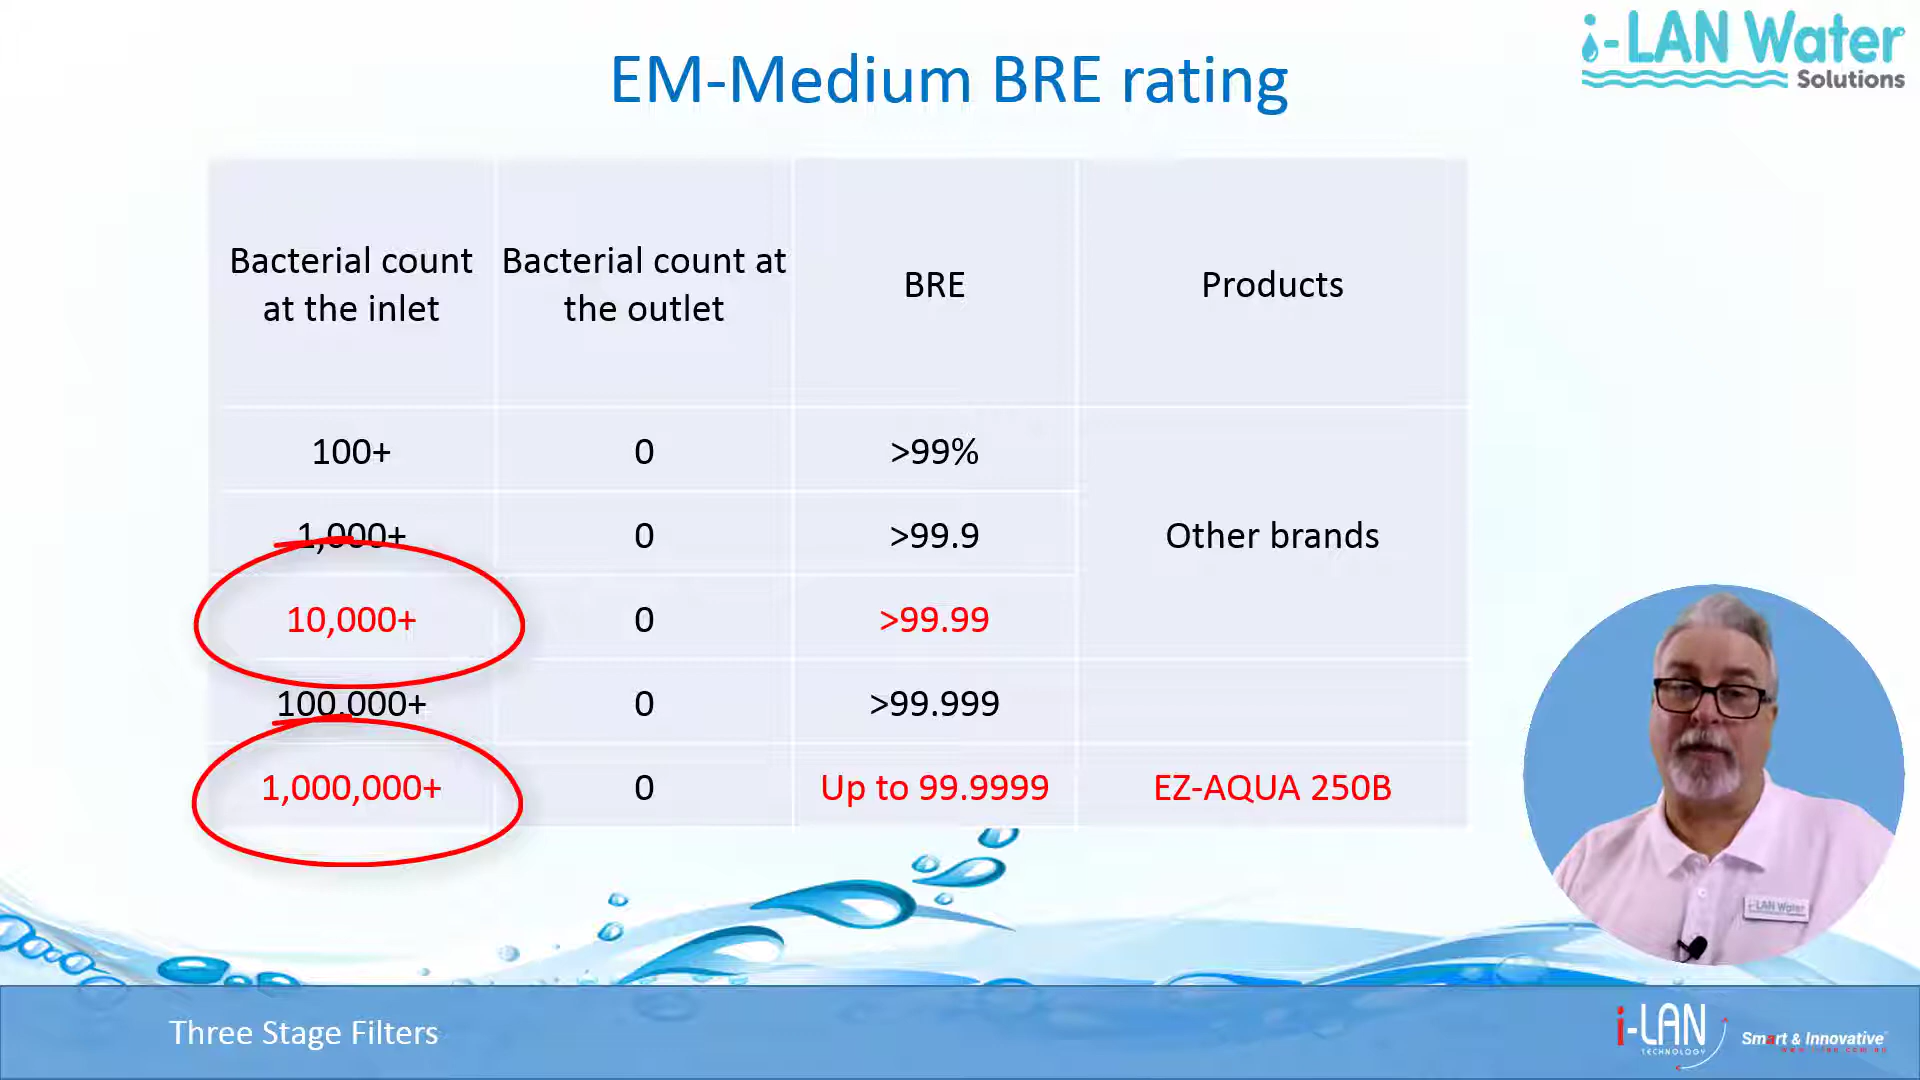 i-LAN Water
Solutions
EM-Medium BRE rating
Bacterial count
at the inlet
Bacterial count at
the outlet
BRE
Products
100+
0
>99%
1,000+
0
>99.9
Other brands
10,000+
0
>99.99
100,000+
0
>99.999
1,000,000+
0
Up to 99.9999
EZ-AQUA 250B
i-LAN Water
Three Stage Filters
i-LAN
TECHNOLOGY
Smart & Innovative